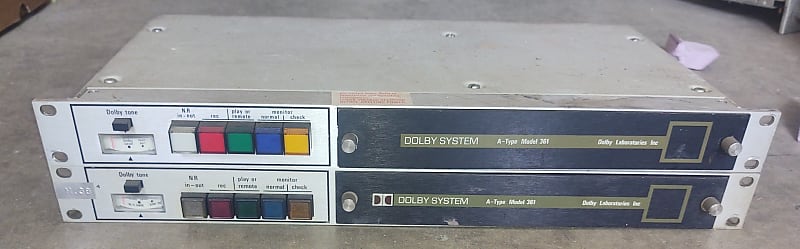 Dolby tone
N.R
in-out
rec
play or
remote
monitor
normal
check
DOLBY SYSTEM
A-Type Model 361
Dolby Laboratories Inc
Dolby tone
N.R
in-out
rec
play or
remote
monitor
normal
check
DOLBY SYSTEM
A-Type Model 361
Dolby Laboratories Inc